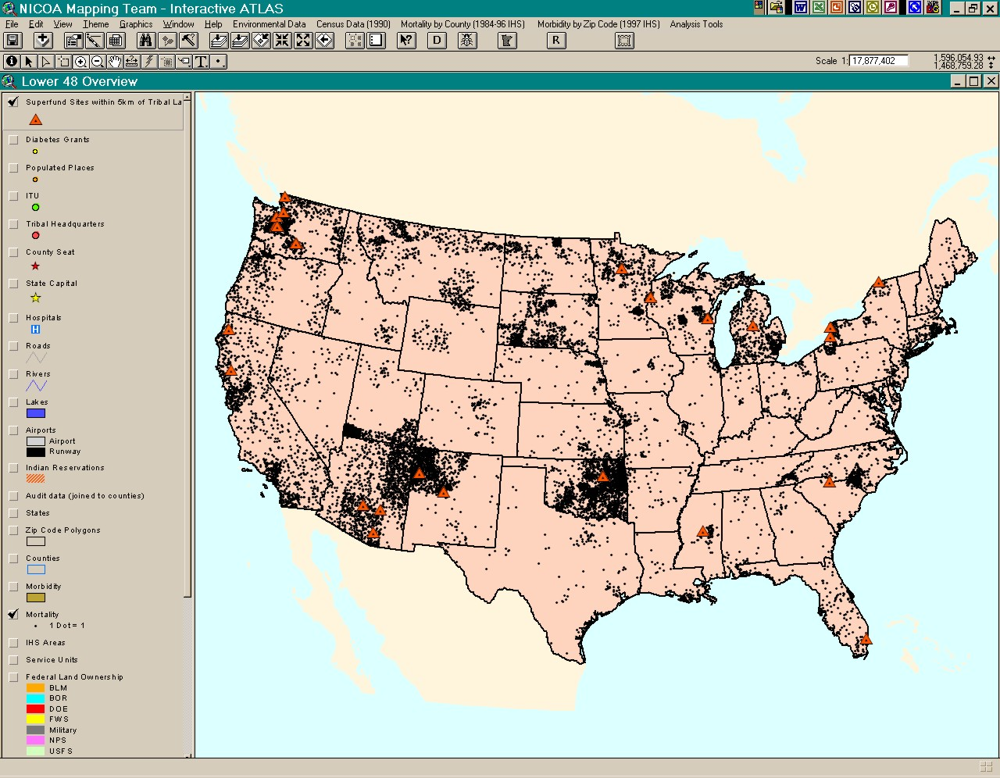 NICOA Mapping Team - Interactive ATLAS
File Edit View Theme Graphics Window Help Environmental Data Census Data (1990) Mortality by County (1984-96 IHS) Morbidity by Zip Code (1997 IHS) Analysis Tools
D R
Scale 1: 17,877,402 1,596,054.93
1,468,759.28
Lower 48 Overview
Superfund Sites within 5km of Tribal La
Diabetes Grants
Populated Places
ITU
Tribal Headquarters
County Seat
State Capital
Hospitals
H
Roads
Rivers
Lakes
Airports
Airport
Runway
Indian Reservations
Audit data (joined to counties)
States
Zip Code Polygons
Counties
Morbidity
Mortality
1 Dot = 1
IHS Areas
Service Units
Federal Land Ownership
BLM
BOR
DOE
FWS
Military
NPS
USFS